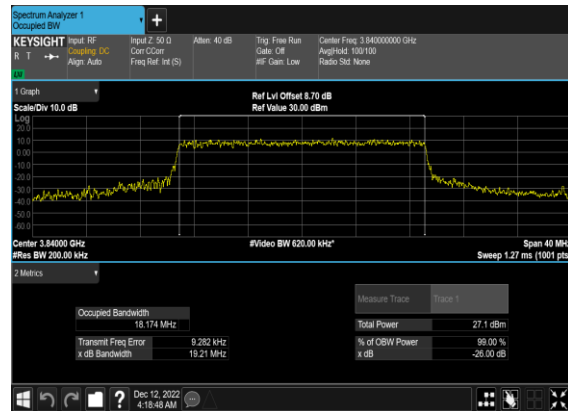 Spectrum Analyzer 1
Occupied BW
+
KEYSIGHT
R T
Input: RF
Coupling: DC
Align: Auto
Input Z: 50 Ω
Corr CCorr
Freq Ref: Int (S)
Atten: 40 dB
Trig: Free Run
Gate: Off
#IF Gain: Low
Center Freq: 3.840000000 GHz
Avg|Hold: 100/100
Radio Std: None
1 Graph
Scale/Div 10.0 dB
Ref Lvl Offset 8.70 dB
Ref Value 30.00 dBm
Log
20.0
10.0
0.00
-10.0
-20.0
-30.0
-40.0
-50.0
-60.0
Center 3.84000 GHz
#Res BW 200.00 kHz
#Video BW 620.00 kHz*
Span 40 MHz
Sweep 1.27 ms (1001 pts)
2 Metrics
Measure Trace Trace 1
Occupied Bandwidth
18.174 MHz
Total Power 27.1 dBm
Transmit Freq Error 9.282 kHz
% of OBW Power 99.00 %
x dB Bandwidth 19.21 MHz
x dB -26.00 dB
?
Dec 12, 2022
4:18:48 AM